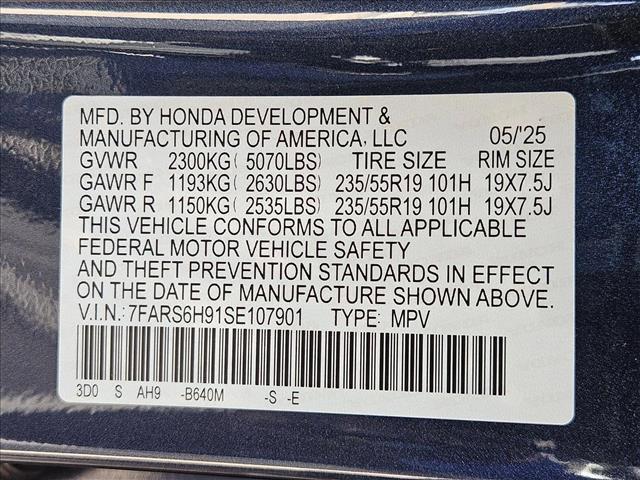 MFD. BY HONDA DEVELOPMENT &
MANUFACTURING OF AMERICA, LLC 05/'25
GVWR 2300KG( 5070LBS) TIRE SIZE RIM SIZE
GAWR F 1193KG( 2630LBS) 235/55R19 101H 19X7.5J
GAWR R 1150KG( 2535LBS) 235/55R19 101H 19X7.5J
THIS VEHICLE CONFORMS TO ALL APPLICABLE
FEDERAL MOTOR VEHICLE SAFETY
AND THEFT PREVENTION STANDARDS IN EFFECT
ON THE DATE OF MANUFACTURE SHOWN ABOVE.
V.I.N.:7FARS6H91SE107901 TYPE: MPV
3D0 S AH9 -B640M -S -E